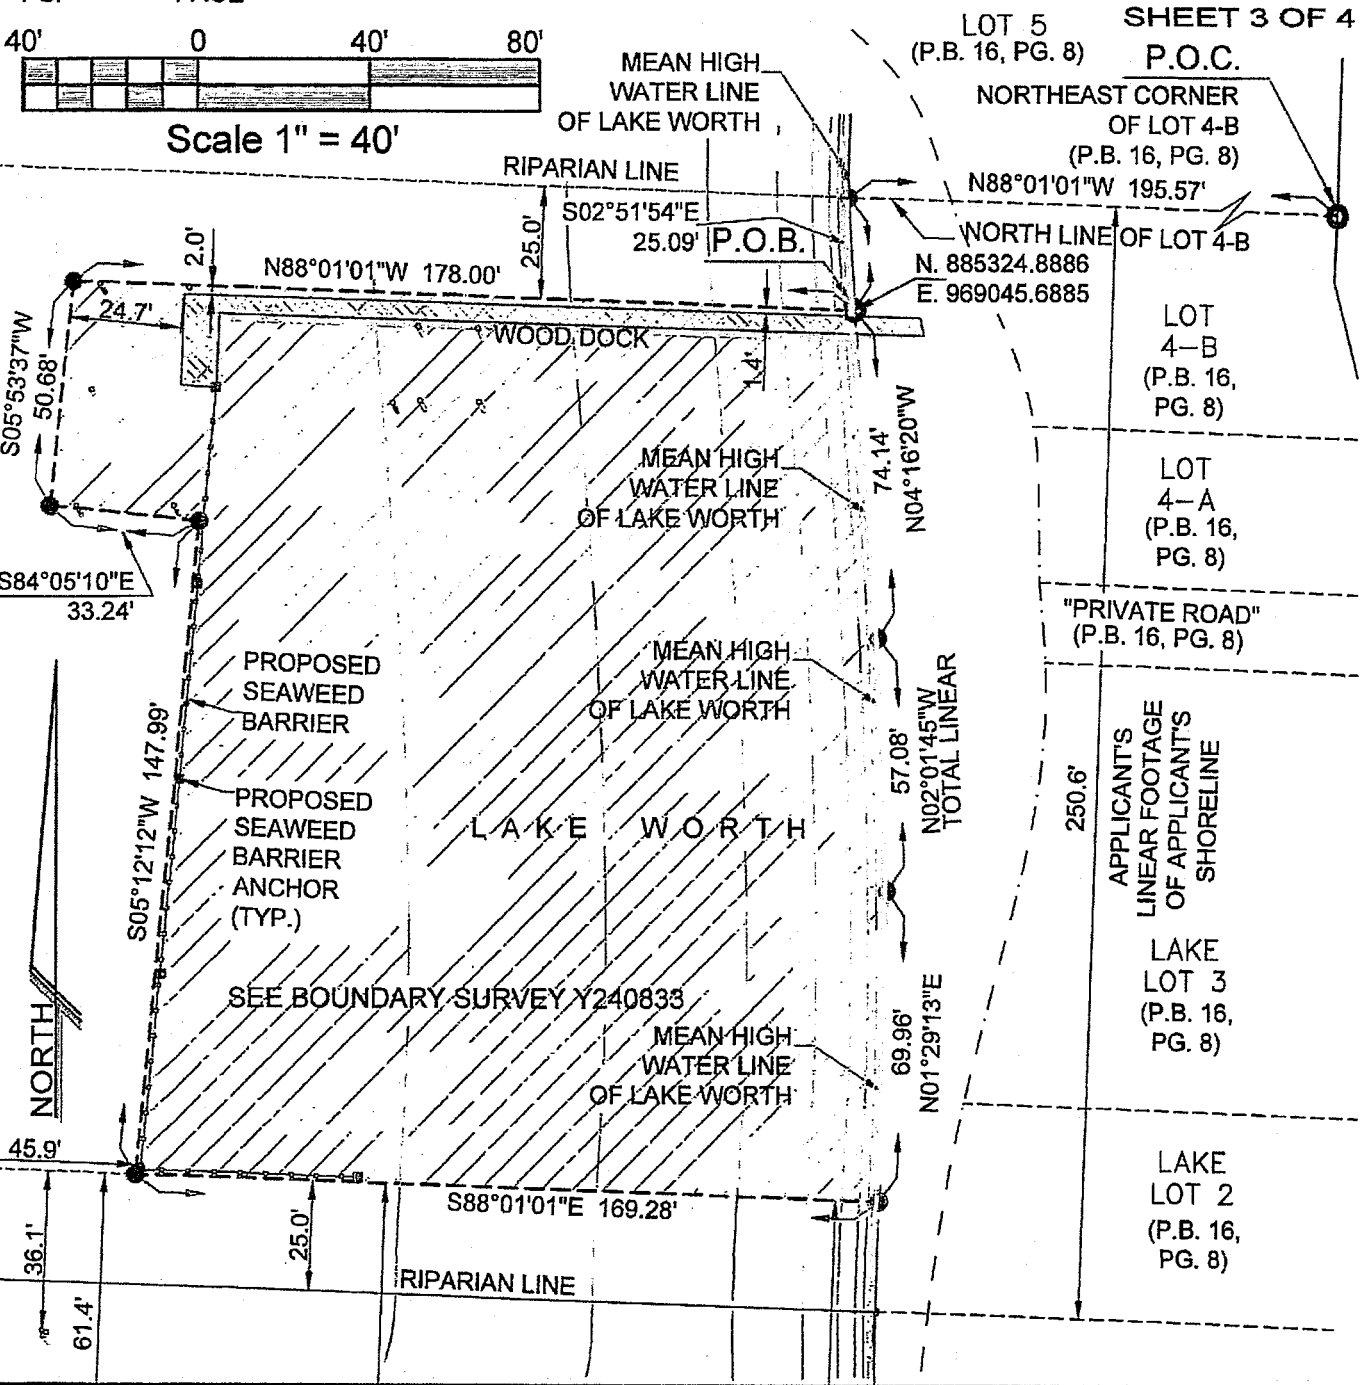 SHEET 3 OF 4
40' 0 40' 80'
Scale 1" = 40'
MEAN HIGH
WATER LINE
OF LAKE WORTH
LOT 5
(P.B. 16, PG. 8)
P.O.C.
NORTHEAST CORNER
OF LOT 4-B
(P.B. 16, PG. 8)
RIPARIAN LINE
N88°01'01"W 195.57'
NORTH LINE OF LOT 4-B
S02°51'54"E
25.09'
P.O.B.
N. 885324.8886
E. 969045.6885
2.0'
25.0'
N88°01'01"W 178.00'
24.7'
WOOD DOCK
1.4'
S05°53'37"W
50.68'
LOT
4-B
(P.B. 16,
PG. 8)
74.14'
N04°16'20"W
MEAN HIGH
WATER LINE
OF LAKE WORTH
LOT
4-A
(P.B. 16,
PG. 8)
S84°05'10"E
33.24'
"PRIVATE ROAD"
(P.B. 16, PG. 8)
PROPOSED
SEAWEED
BARRIER
MEAN HIGH
WATER LINE
OF LAKE WORTH
57.08'
N02°01'45"W
TOTAL LINEAR
250.6'
APPLICANT'S
LINEAR FOOTAGE
OF APPLICANT'S
SHORELINE
S05°12'12"W 147.99'
PROPOSED
SEAWEED
BARRIER
ANCHOR
(TYP.)
LAKE WORTH
LAKE
LOT 3
(P.B. 16,
PG. 8)
SEE BOUNDARY SURVEY Y240833
MEAN HIGH
WATER LINE
OF LAKE WORTH
69.96'
N01°29'13"E
NORTH
45.9'
S88°01'01"E 169.28'
LAKE
LOT 2
(P.B. 16,
PG. 8)
36.1'
61.4'
25.0'
RIPARIAN LINE